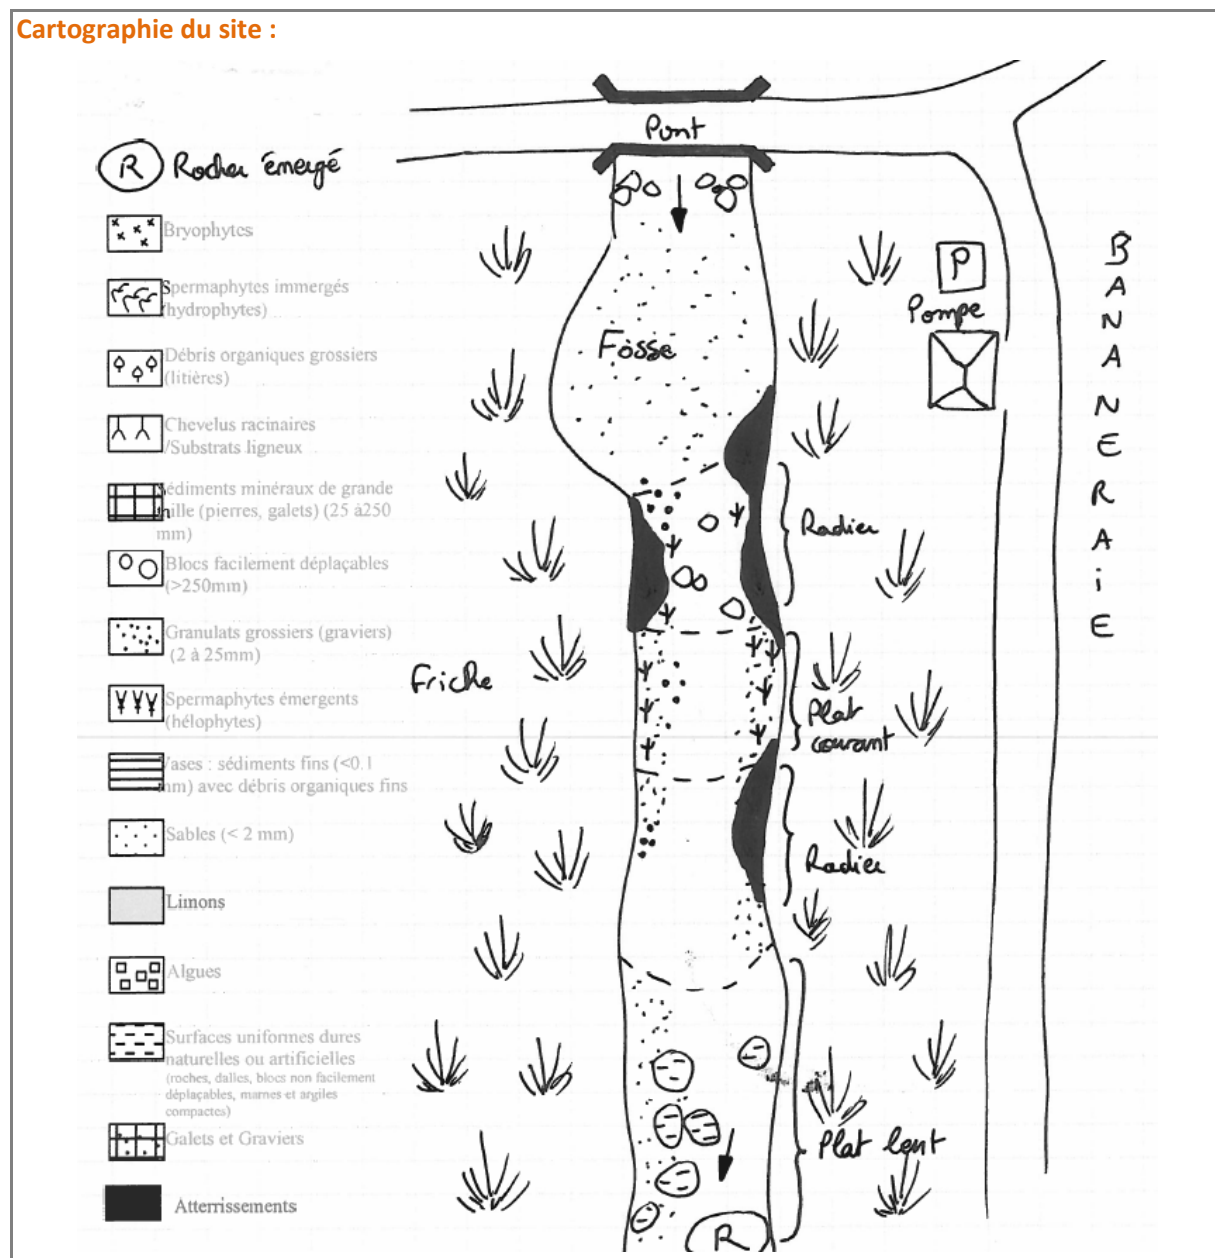 Cartographie du site :
Pont
R Rocher émergé
Bryophytes
Spermaphytes immergés
(hydrophytes)
Débris organiques grossiers
(litières)
Chevelus racinaires
/Substrats ligneux
Sédiments minéraux de grande
taille (pierres, galets) (25 à250
mm)
Blocs facilement déplaçables
(>250mm)
Granulats grossiers (graviers)
(2 à 25mm)
Spermaphytes émergents
(hélophytes)
Vases : sédiments fins (<0.1
mm) avec débris organiques fins
Sables (< 2 mm)
Limons
Algues
Surfaces uniformes dures
naturelles ou artificielles
(roches, dalles, blocs non facilement
déplaçables, marnes et argiles
compactes)
Galets et Graviers
Atterrissements
Fosse
Friche
Radier
Plat
courant
Radier
Plat lent
R
P
Pompe
BANANERAiE